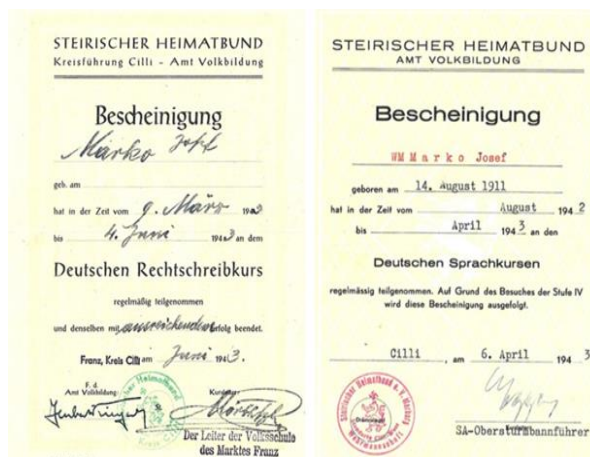 STEIRISCHER HEIMATBUND
Kreisführung Cilli – Amt Volkbildung
Bescheinigung
Marko Josef
geb. am
hat in der Zeit vom 9. März 1943
bis 4. Juni 1943 an dem
Deutschen Rechtschreibkurs
regelmäßig teilgenommen
und denselben mit ausreichendem Erfolg beendet.
Franz, Kreis Cilli am Juni 1943.
F. d.
Amt Volkbildung
Kursleiter
Der Leiter der Volksschule
des Marktes Franz
STEIRISCHER HEIMATBUND
AMT VOLKBILDUNG
Bescheinigung
WM Marko Josef
geboren am 14. August 1911
hat in der Zeit vom August 1942
bis April 1943 an den
Deutschen Sprachkursen
regelmässig teilgenommen. Auf Grund des Besuches der Stufe IV
wird diese Bescheinigung ausgefolgt.
Cilli, am 6. April 1943
SA-Obersturmbannführer